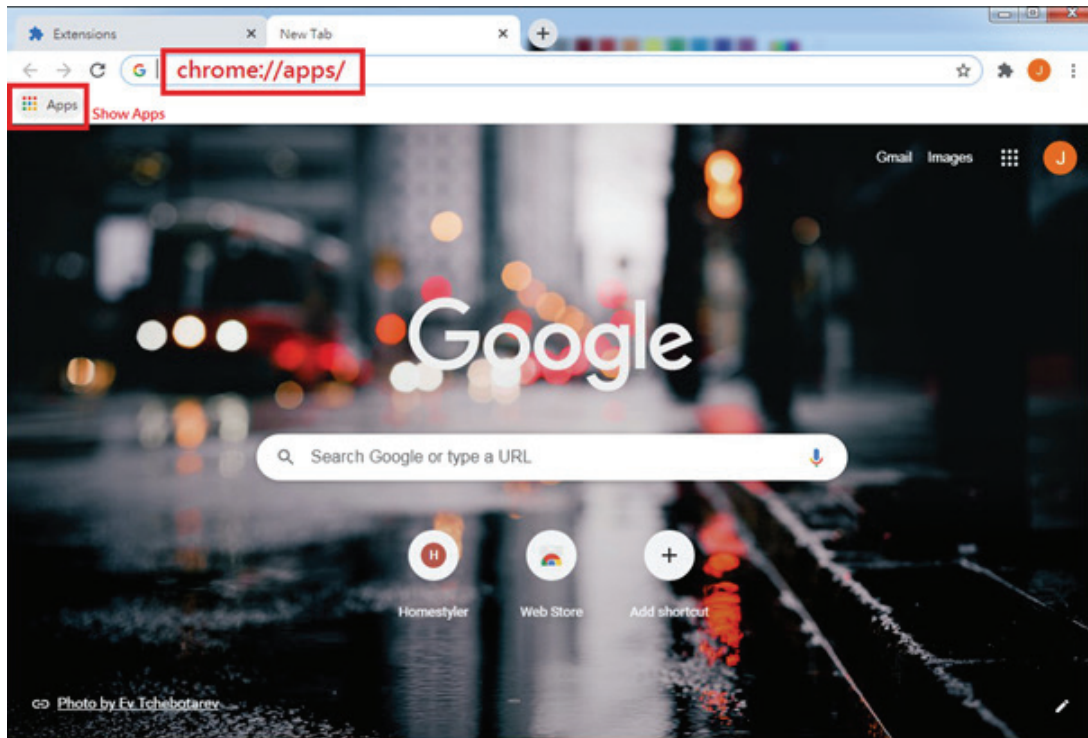 Extensions
New Tab
chrome://apps/
J
Apps
Show Apps
Gmail
Images
J
Google
Search Google or type a URL
H
Homestyler
Web Store
Add shortcut
Photo by Ev Tchebotarev